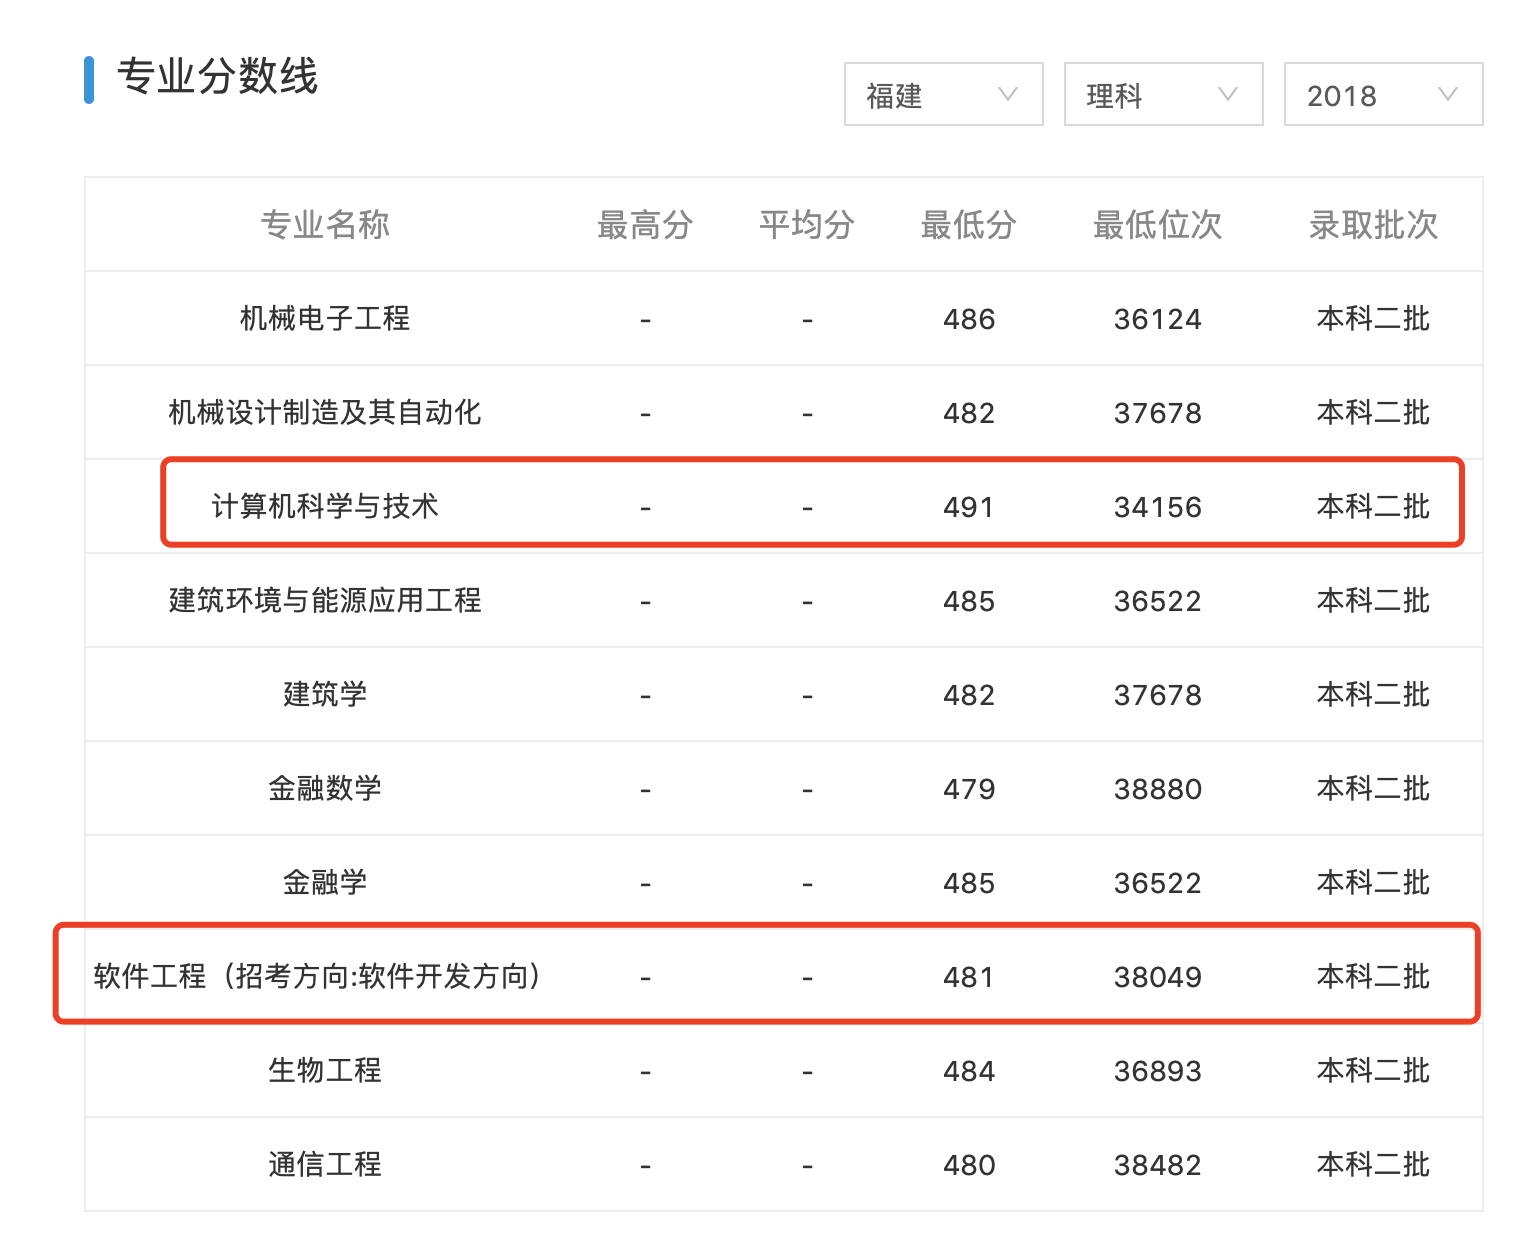 专业分数线
福建 理科 2018
专业名称 最高分 平均分 最低分 最低位次 录取批次
机械电子工程 - - 486 36124 本科二批
机械设计制造及其自动化 - - 482 37678 本科二批
计算机科学与技术 - - 491 34156 本科二批
建筑环境与能源应用工程 - - 485 36522 本科二批
建筑学 - - 482 37678 本科二批
金融数学 - - 479 38880 本科二批
金融学 - - 485 36522 本科二批
软件工程（招考方向:软件开发方向） - - 481 38049 本科二批
生物工程 - - 484 36893 本科二批
通信工程 - - 480 38482 本科二批